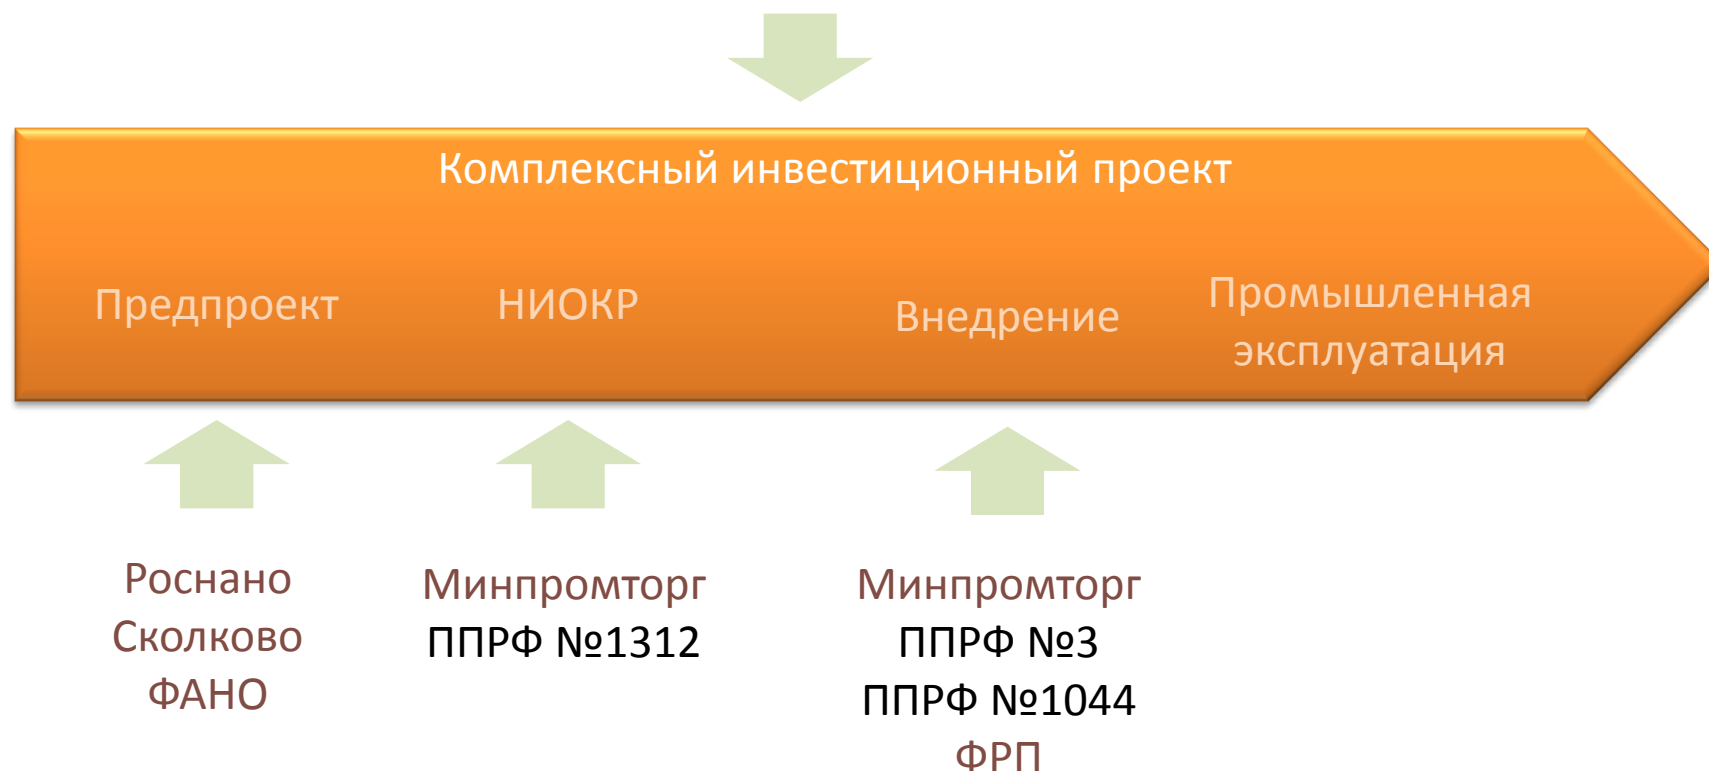 Комплексный инвестиционный проект
Предпроект
НИОКР
Внедрение
Промышленная
эксплуатация
Роснано
Сколково
ФАНО
Минпромторг
ППРФ №1312
Минпромторг
ППРФ №3
ППРФ №1044
ФРП